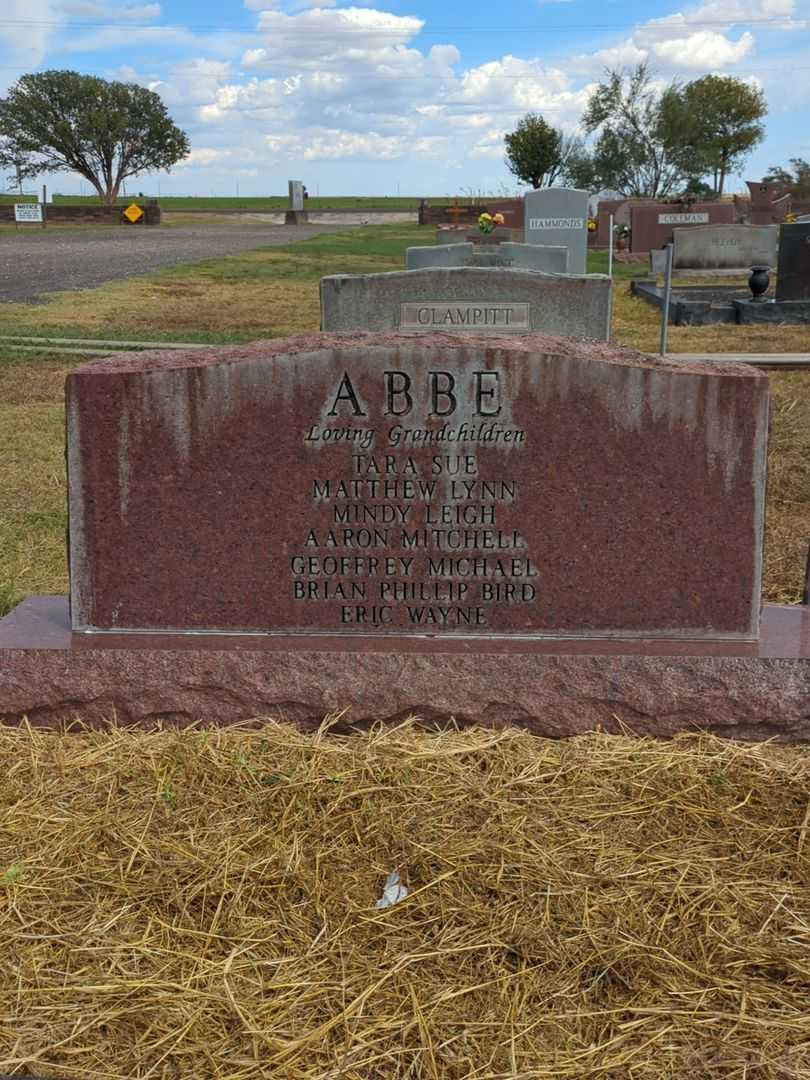 NOTICE
HAMMONDS
COLEMAN
CLAMPITT
ABBE
Loving Grandchildren
TARA SUE
MATTHEW LYNN
MINDY LEIGH
AARON MITCHELL
GEOFFREY MICHAEL
BRIAN PHILLIP BIRD
ERIC WAYNE